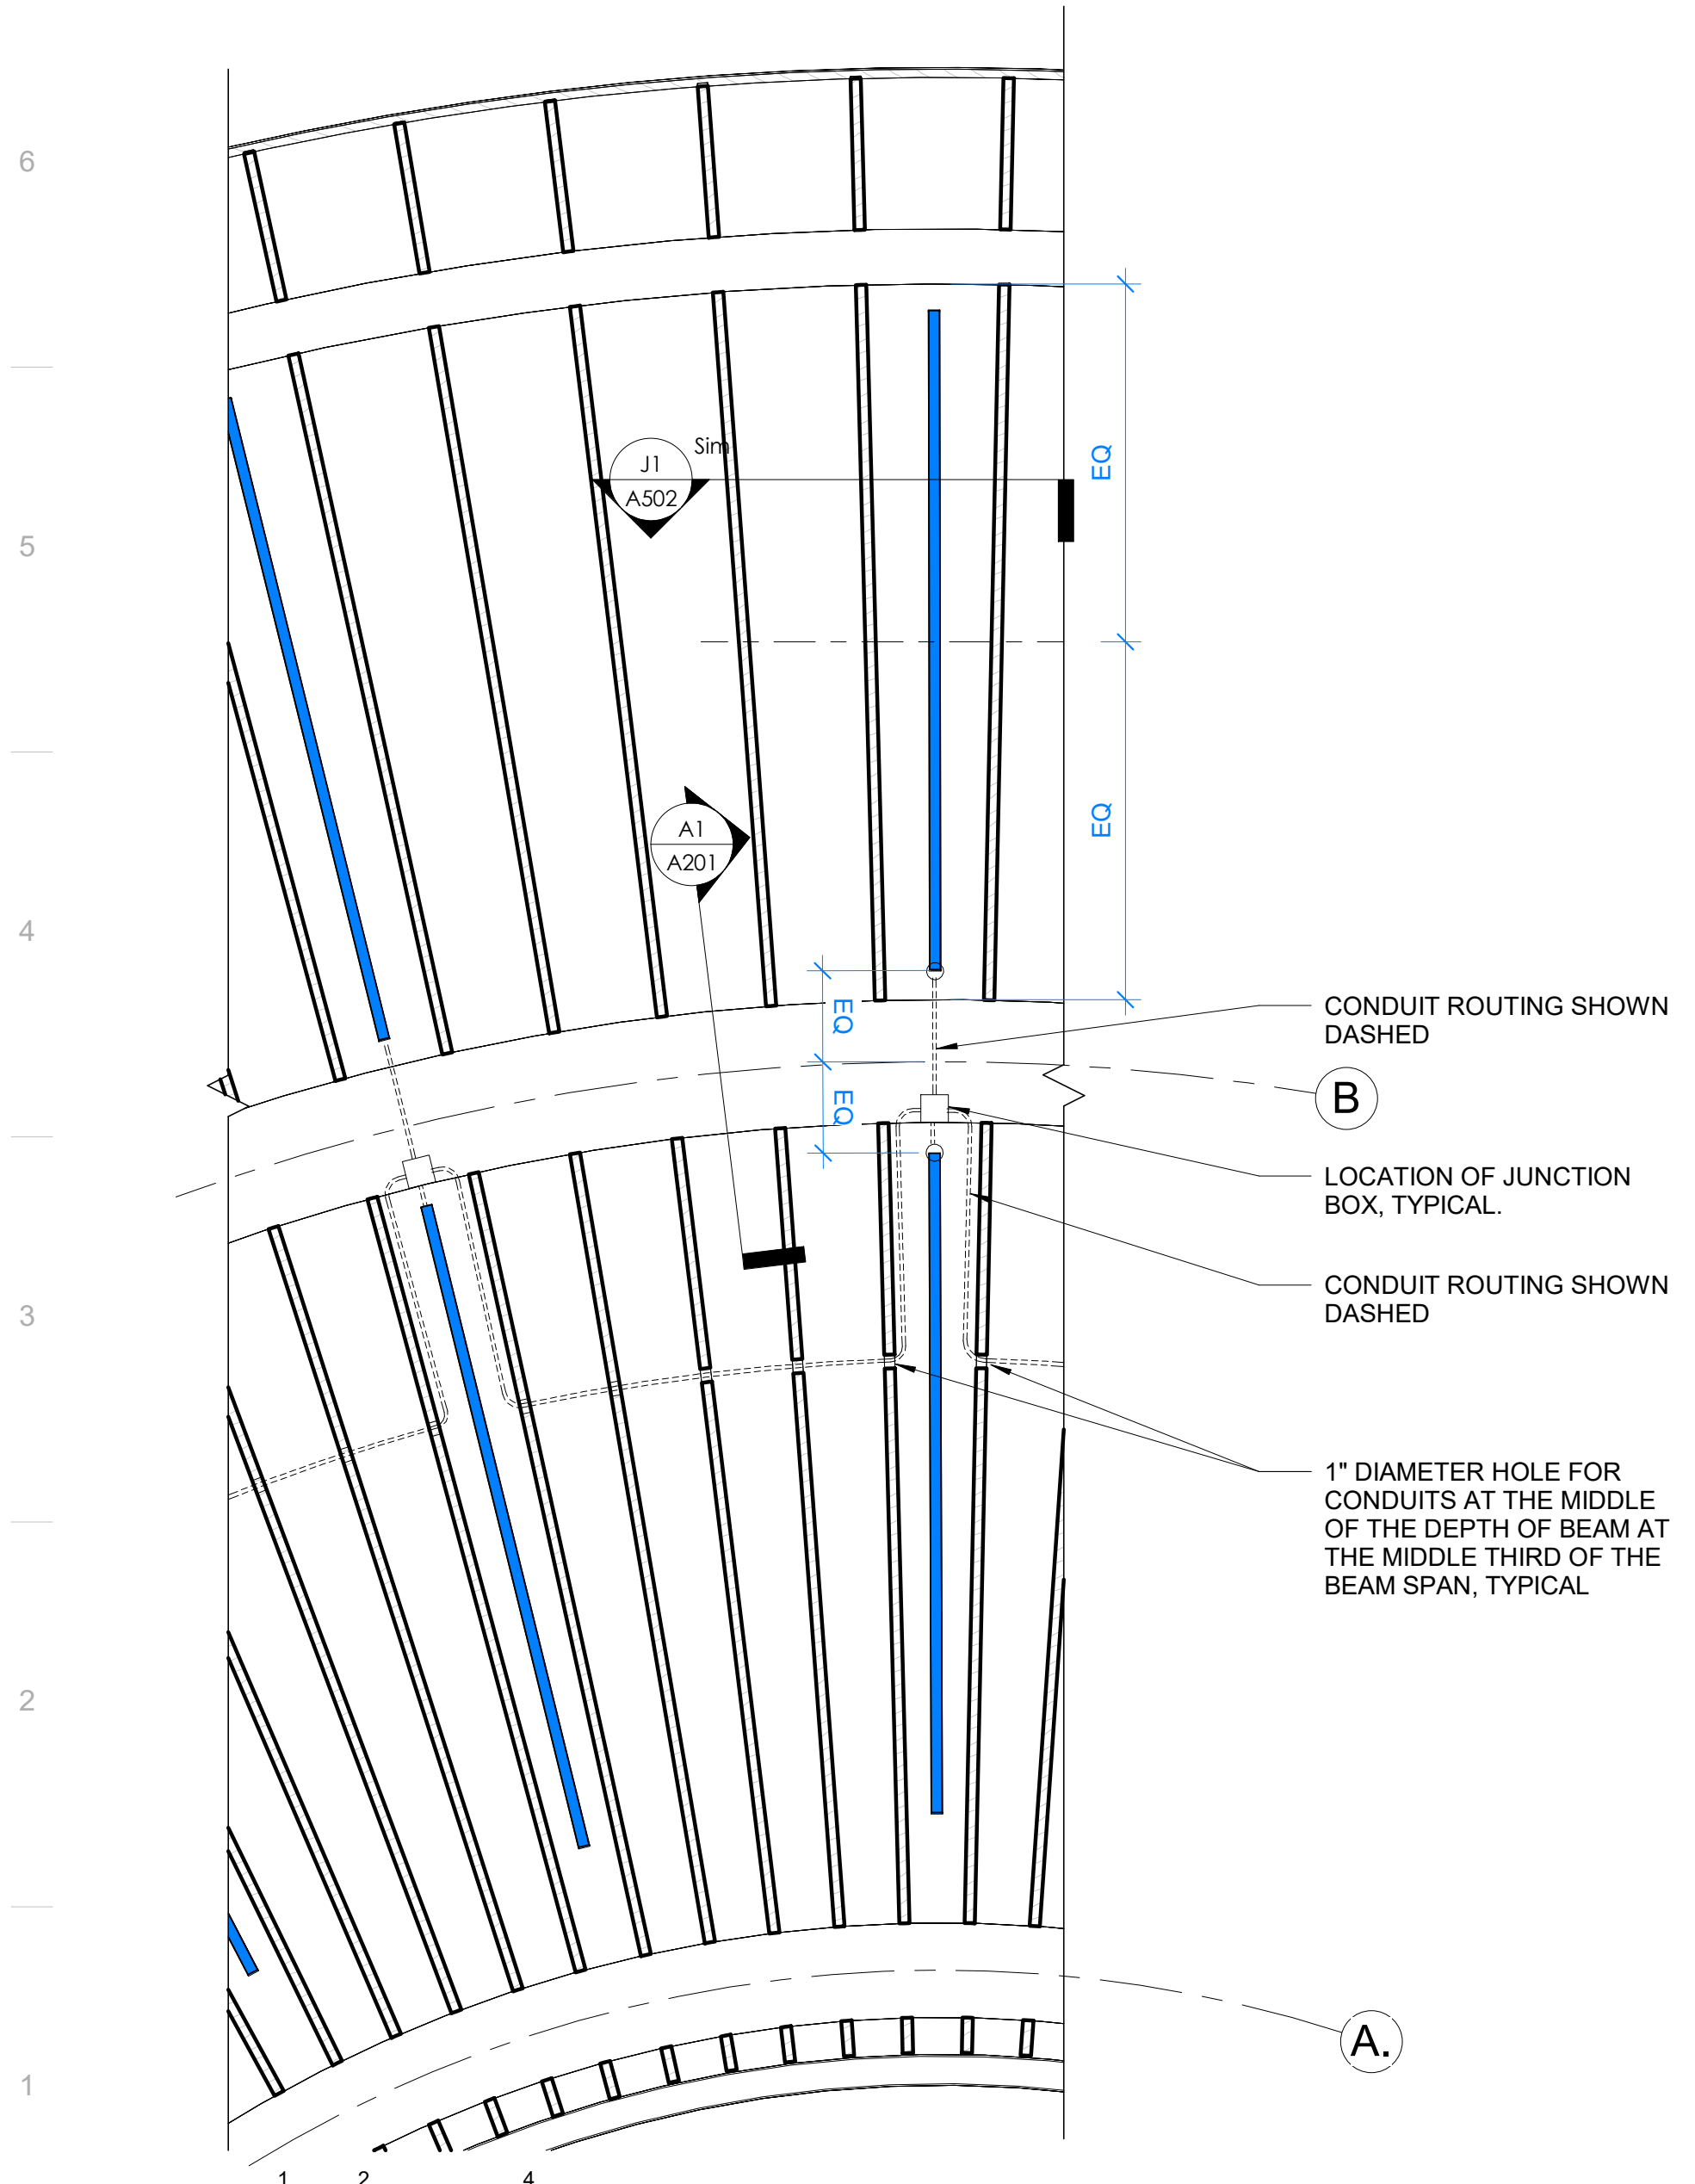 6
J1
Sim
A502
EQ
5
A1
A201
EQ
4
EQ
CONDUIT ROUTING SHOWN
DASHED
B
EQ
LOCATION OF JUNCTION
BOX, TYPICAL.
CONDUIT ROUTING SHOWN
DASHED
3
1" DIAMETER HOLE FOR
CONDUITS AT THE MIDDLE
OF THE DEPTH OF BEAM AT
THE MIDDLE THIRD OF THE
BEAM SPAN, TYPICAL
2
A.
1
1 2 4